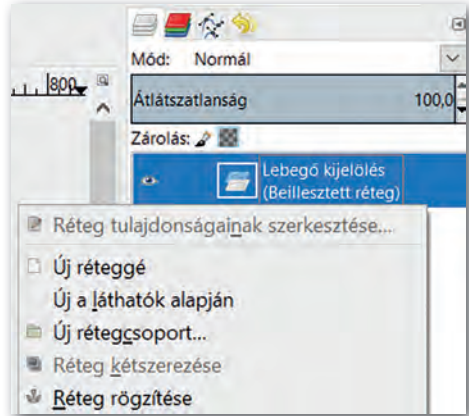 Mód: Normál
800
Átlátszatlanság 100,0
Zárolás:
Lebegő kijelölés
(Beillesztett réteg)
Réteg tulajdonságainak szerkesztése...
Új réteggé
Új a láthatók alapján
Új rétegcsoport...
Réteg kétszerezése
Réteg rögzítése